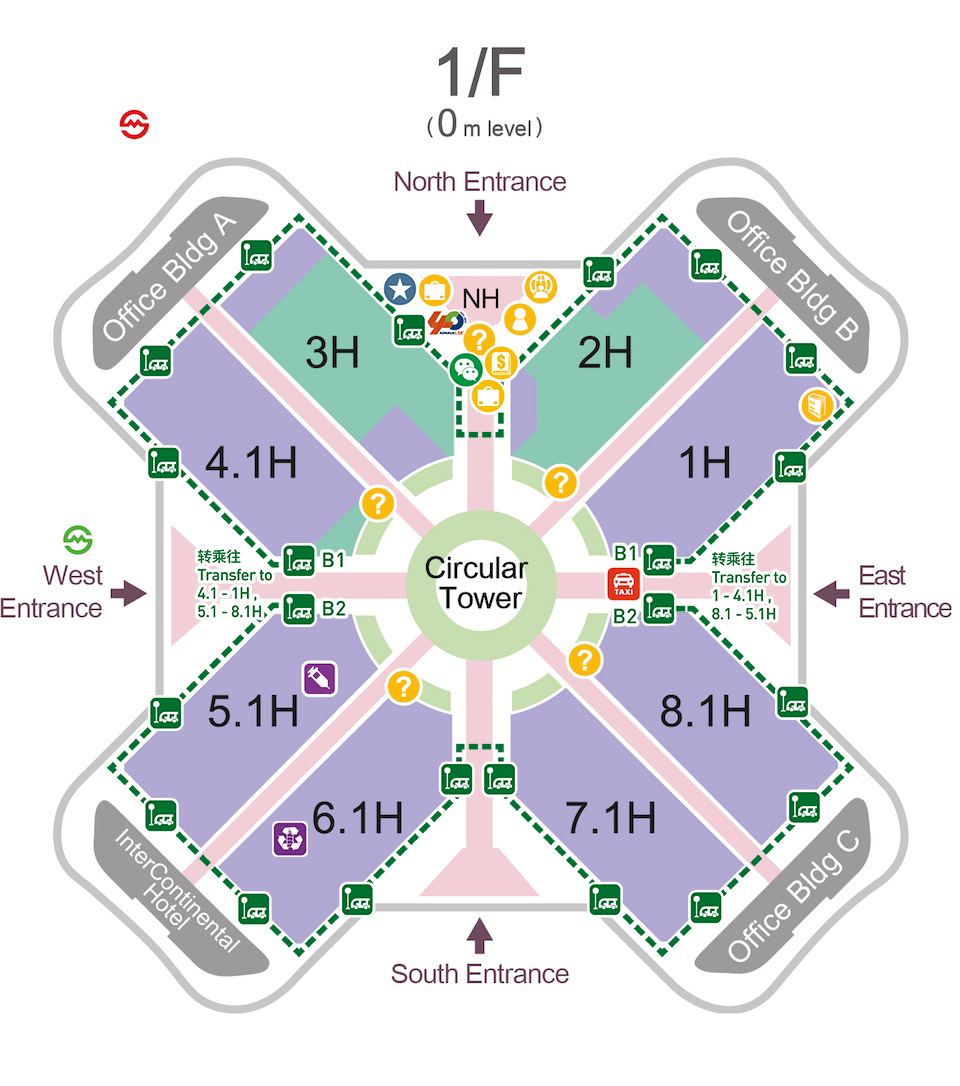 1/F
(0 m level)
North Entrance
Office Bldg A
Office Bldg B
NH
40
3H
2H
4.1H
1H
B1
B1
转乘往
Transfer to
4.1 - 1H ,
5.1 - 8.1H,
转乘往
Transfer to
1 - 4.1H ,
8.1 - 5.1H
Circular
Tower
TAXI
West
Entrance
East
Entrance
B2
B2
5.1H
8.1H
6.1H
7.1H
InterContinental
Hotel
Office Bldg C
South Entrance